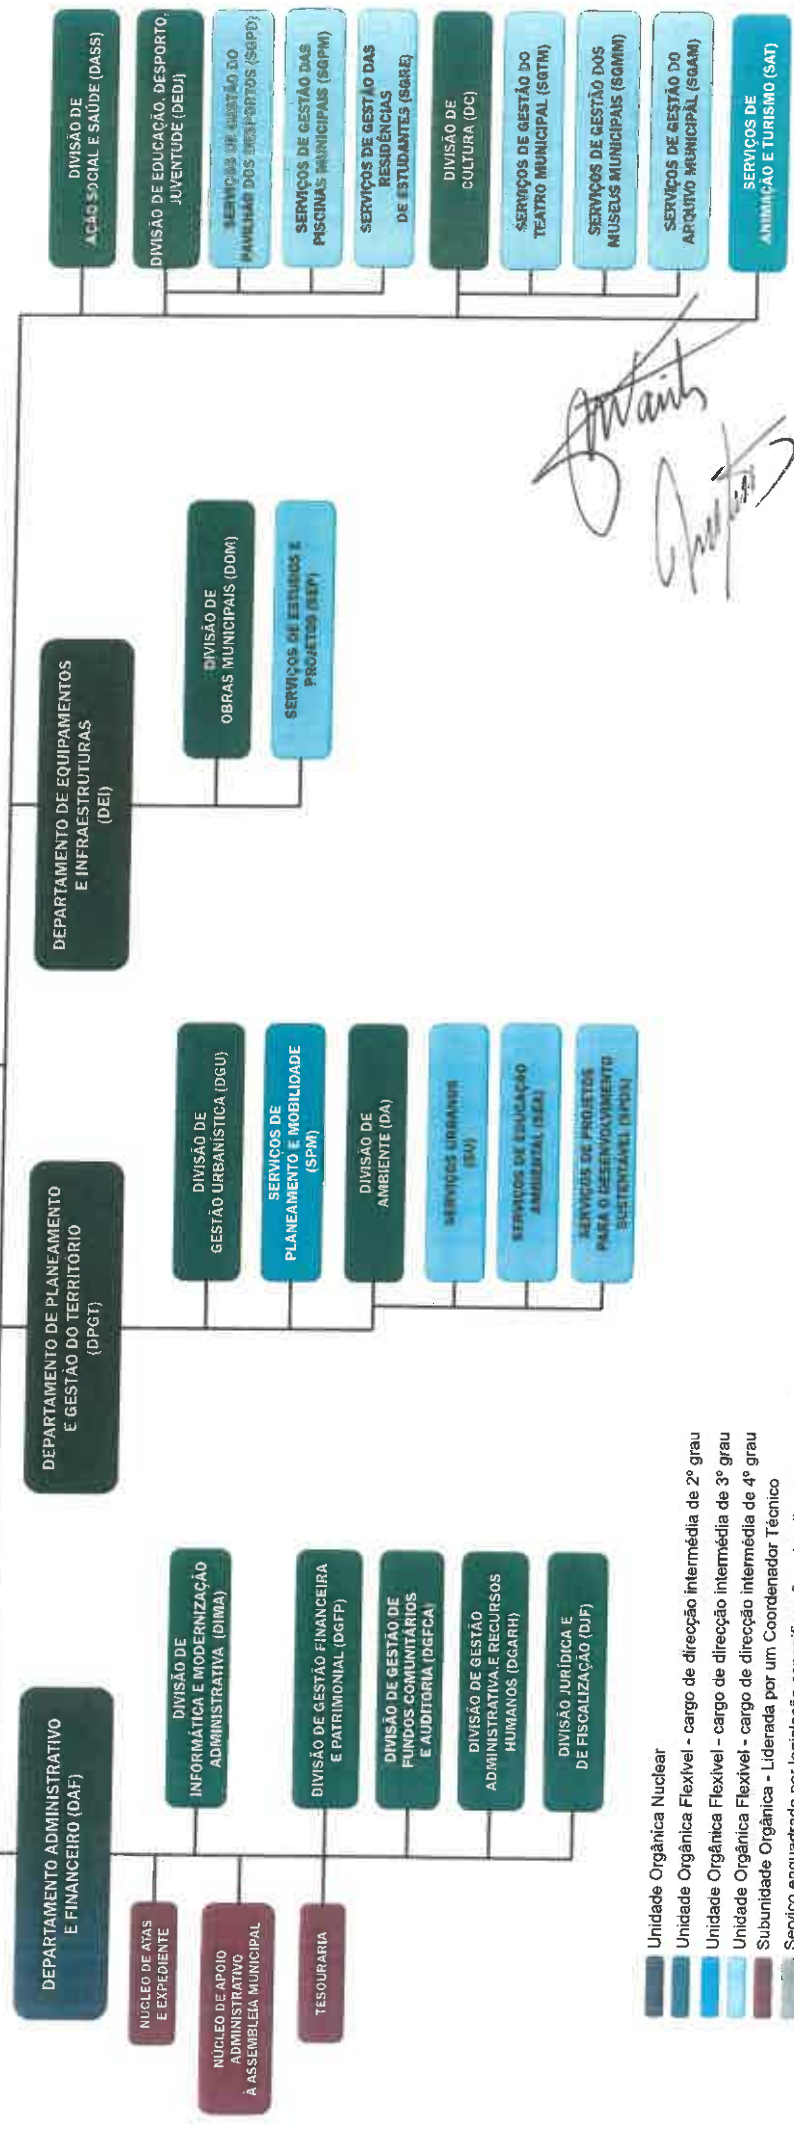 DEPARTAMENTO ADMINISTRATIVO
E FINANCEIRO (DAF)
NÚCLEO DE ATAS
E EXPEDIENTE
NÚCLEO DE APOIO
ADMINISTRATIVO
À ASSEMBLEIA MUNICIPAL
TESOURARIA
DIVISÃO DE
INFORMÁTICA E MODERNIZAÇÃO
ADMINISTRATIVA (DIMA)
DIVISÃO DE GESTÃO FINANCEIRA
E PATRIMONIAL (DGFP)
DIVISÃO DE GESTÃO DE
FUNDOS COMUNITÁRIOS
E AUDITORIA (DGFCA)
DIVISÃO DE GESTÃO
ADMINISTRATIVA E RECURSOS
HUMANOS (DGARH)
DIVISÃO JURÍDICA E
DE FISCALIZAÇÃO (DJF)
DEPARTAMENTO DE PLANEAMENTO
E GESTÃO DO TERRITÓRIO
(DPGT)
DIVISÃO DE
GESTÃO URBANÍSTICA (DGU)
SERVIÇOS DE
PLANEAMENTO E MOBILIDADE
(SPM)
DIVISÃO DE
AMBIENTE (DA)
SERVIÇOS URBANOS
(SU)
SERVIÇOS DE EDUCAÇÃO
AMBIENTAL (SEA)
SERVIÇOS DE PROJETOS
PARA O DESENVOLVIMENTO
SUSTENTÁVEL (SPDS)
DEPARTAMENTO DE EQUIPAMENTOS
E INFRAESTRUTURAS
(DEI)
DIVISÃO DE
OBRAS MUNICIPAIS (DOM)
SERVIÇOS DE ESTUDOS E
PROJETOS (SEP)
DIVISÃO DE
AÇÃO SOCIAL E SAÚDE (DASS)
DIVISÃO DE EDUCAÇÃO, DESPORTO,
JUVENTUDE (DEDJ)
SERVIÇOS DE GESTÃO DO
PAVILHÃO DOS DESPORTOS (SGPD)
SERVIÇOS DE GESTÃO DAS
PISCINAS MUNICIPAIS (SGPM)
SERVIÇOS DE GESTÃO DAS
RESIDÊNCIAS
DE ESTUDANTES (SGRE)
DIVISÃO DE
CULTURA (DC)
SERVIÇOS DE GESTÃO DO
TEATRO MUNICIPAL (SGTM)
SERVIÇOS DE GESTÃO DOS
MUSEUS MUNICIPAIS (SGMM)
SERVIÇOS DE GESTÃO DO
ARQUIVO MUNICIPAL (SGAM)
SERVIÇOS DE
ANIMAÇÃO E TURISMO (SAT)
Unidade Orgânica Nuclear
Unidade Orgânica Flexível - cargo de direcção intermédia de 2º grau
Unidade Orgânica Flexível - cargo de direcção intermédia de 3º grau
Unidade Orgânica Flexível - cargo de direcção intermédia de 4º grau
Subunidade Orgânica - Liderada por um Coordenador Técnico
Serviço enquadrado por legislação